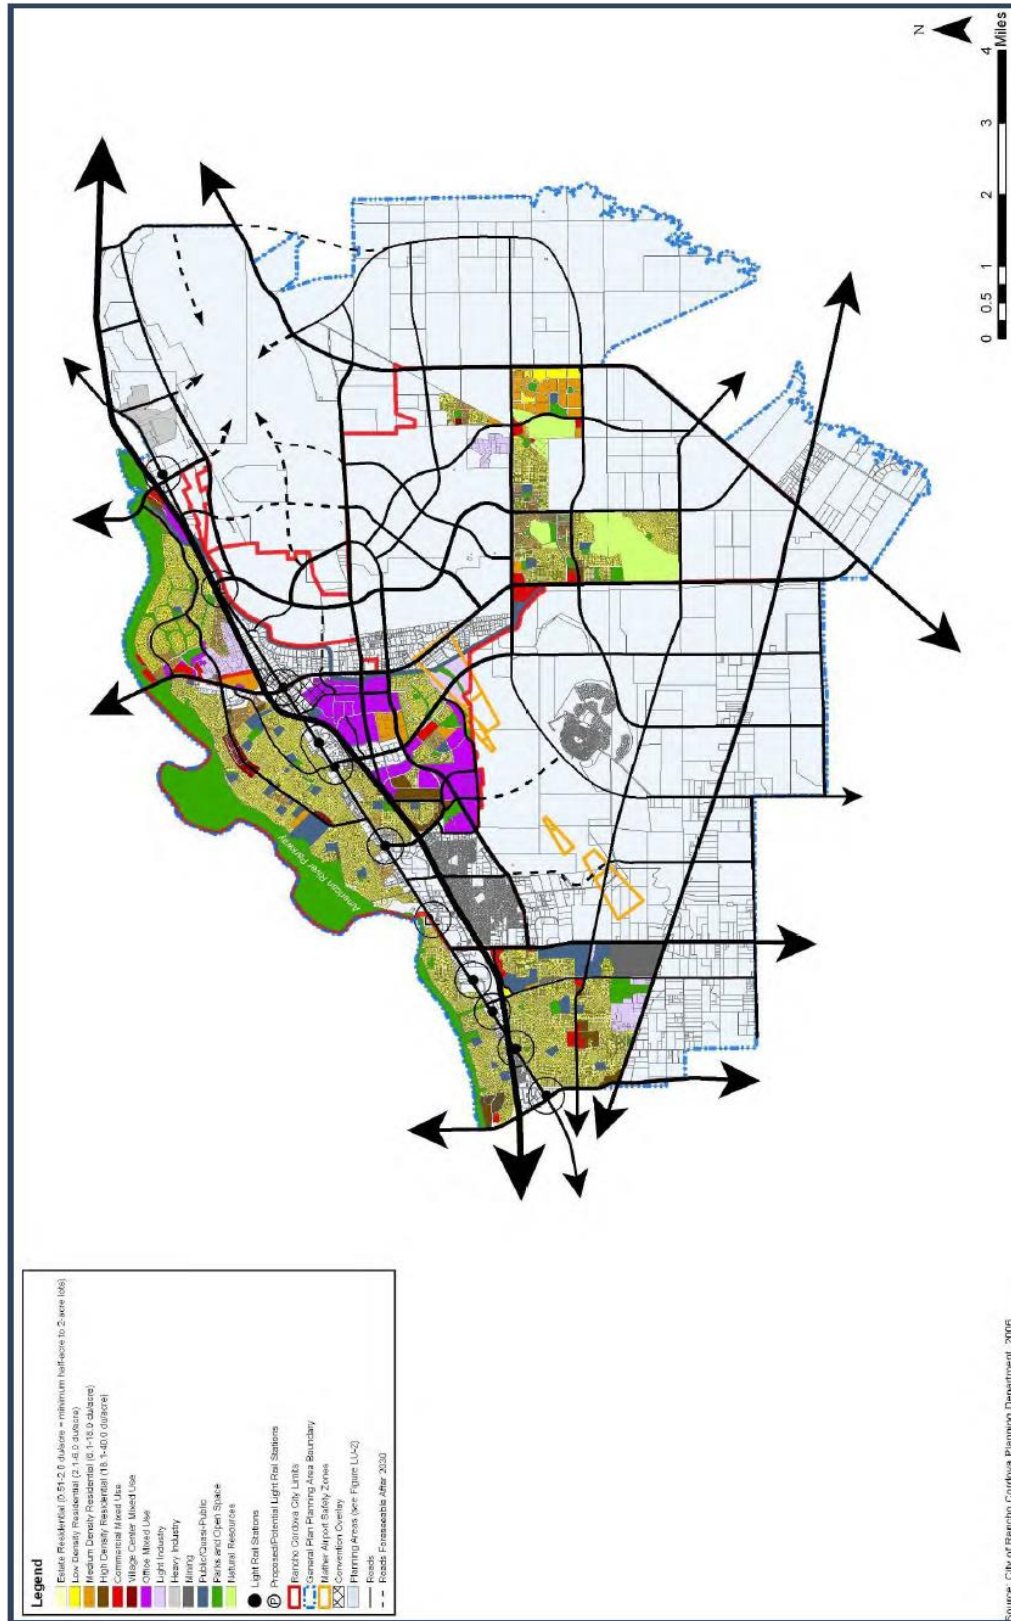 Legend
Estate Residential (0.51-2.0 du/acre - minimum half-acre to 2-acre lots)
Low Density Residential (2.1-6.0 du/acre)
Medium Density Residential (6.1-18.0 du/acre)
High Density Residential (18.1-40.0 du/acre)
Commercial Mixed Use
Village Center Mixed Use
Office Mixed Use
Light Industry
Heavy Industry
Mining
Public/Quasi-Public
Parks and Open Space
Natural Resources
Light Rail Stations
P Proposed/Potential Light Rail Stations
Rancho Cordova City Limits
General Plan Planning Area Boundary
Mather Airport Safety Zones
Convention Overlay
Planning Areas (see Figure LU-2)
Roads
Roads Foreseeable After 2030
American River Parkway
N
0 0.5 1 2 3 4
Miles
Source: City of Rancho Cordova Planning Department, 2006